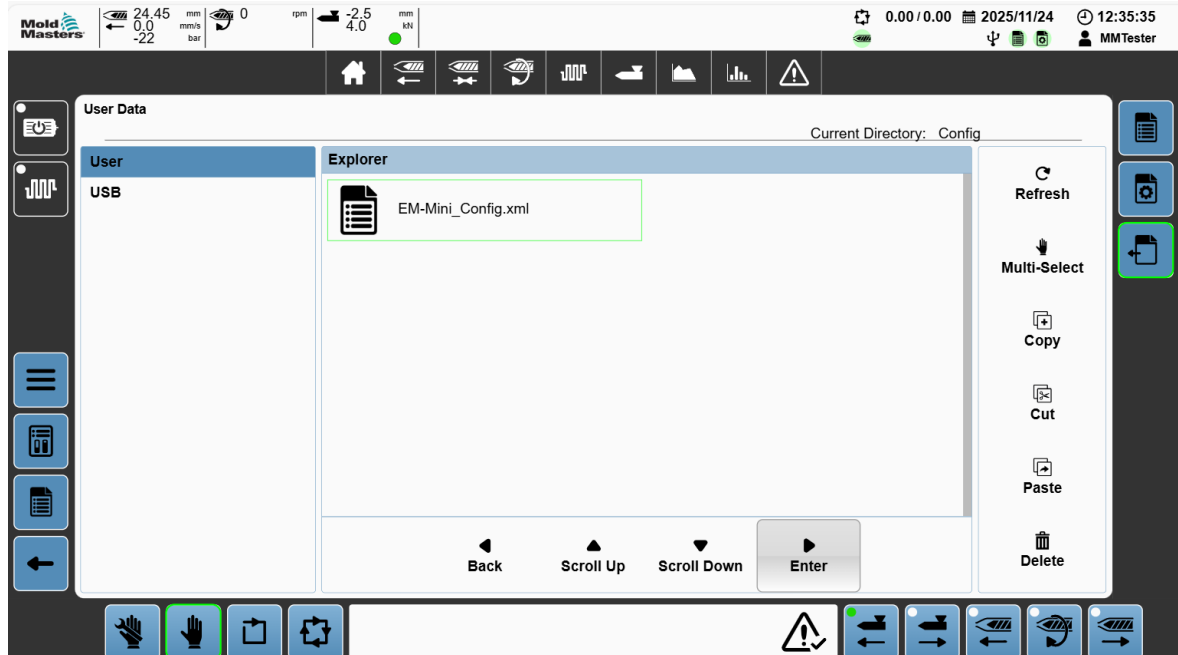 Mold
Masters
24.45 mm
0.0 mm/s
-22 bar
0 rpm
-2.5 mm
4.0 kN
0.00 / 0.00
2025/11/24
12:35:35
MMTester
User Data
Current Directory: Config
User
USB
Explorer
EM-Mini_Config.xml
Refresh
Multi-Select
Copy
Cut
Paste
Delete
Back
Scroll Up
Scroll Down
Enter